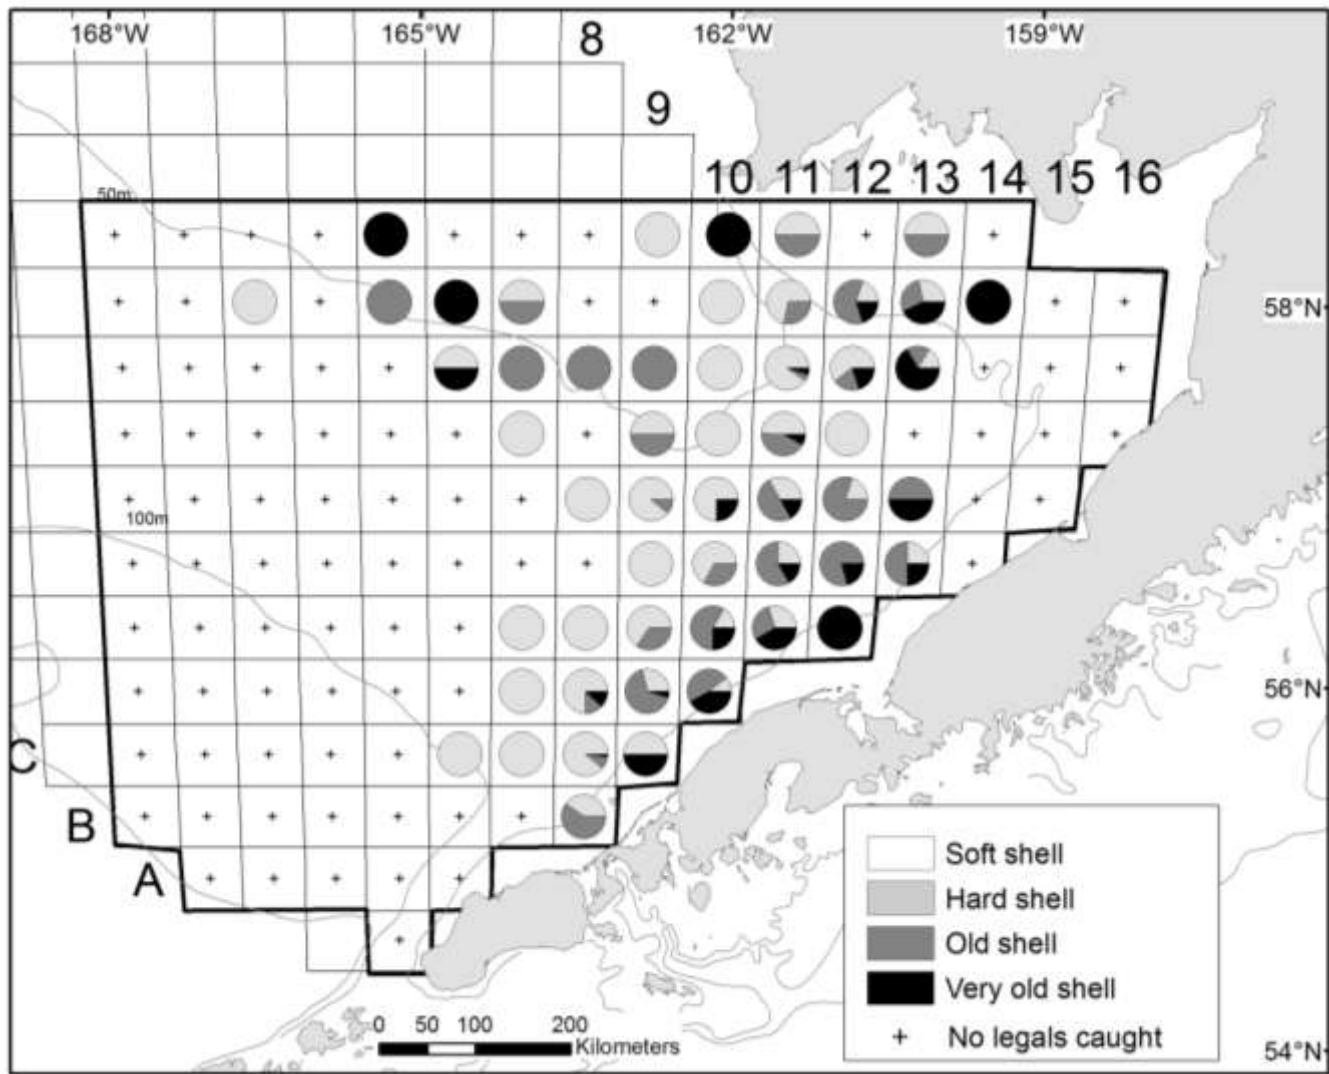 168°W 165°W 162°W 159°W
8
9
10 11 12 13 14 15 16
50m
58°N
100m
56°N
C
B
A
Soft shell
Hard shell
Old shell
Very old shell
+ No legals caught
0 50 100 200
Kilometers
54°N